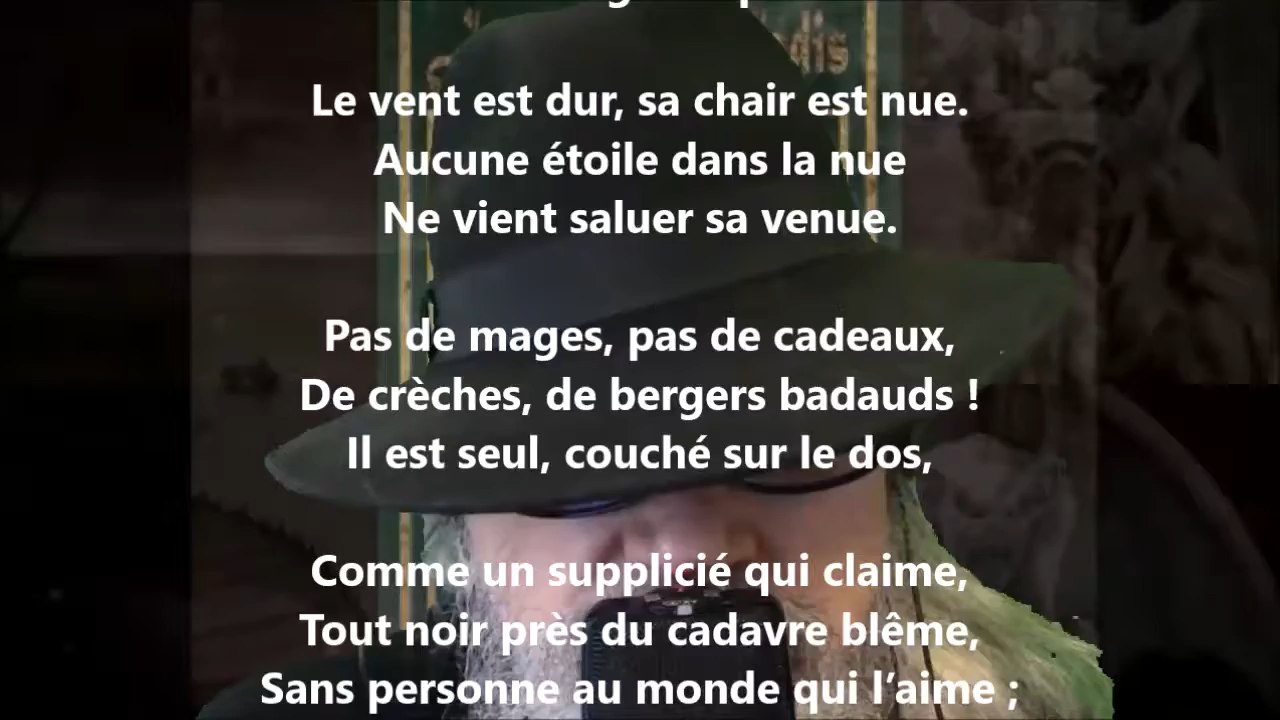 Le vent est dur, sa chair est nue.
Aucune étoile dans la nue
Ne vient saluer sa venue.
Pas de mages, pas de cadeaux,
De crèches, de bergers badauds !
Il est seul, couché sur le dos,
Comme un supplicié qui claime,
Tout noir près du cadavre blême,
Sans personne au monde qui l’aime ;